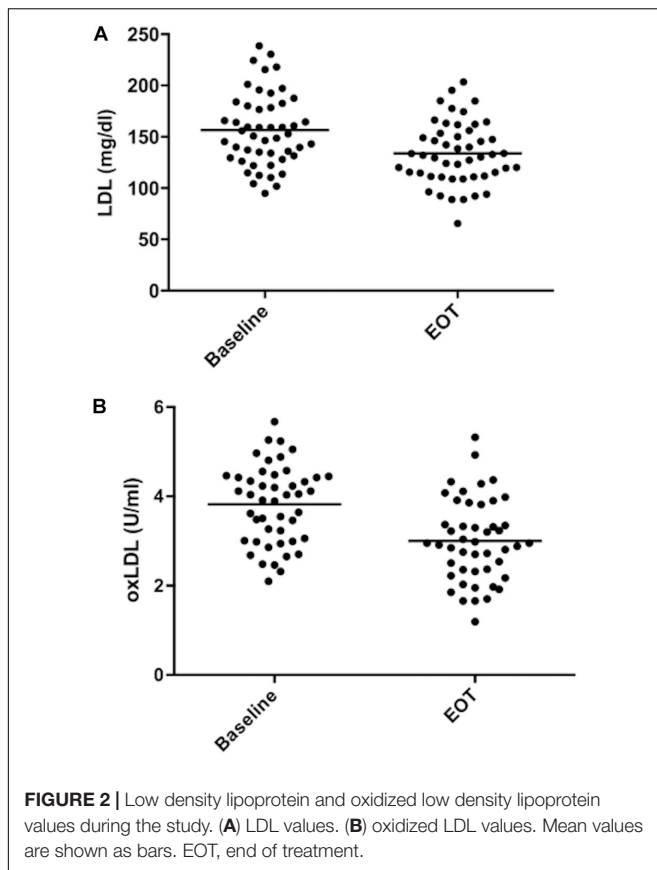 A
250
200
150
100
50
0
LDL (mg/dl)
Baseline
EOT
B
6
4
2
0
oxLDL (U/ml)
Baseline
EOT
FIGURE 2 | Low density lipoprotein and oxidized low density lipoprotein
values during the study. (A) LDL values. (B) oxidized LDL values. Mean values
are shown as bars. EOT, end of treatment.